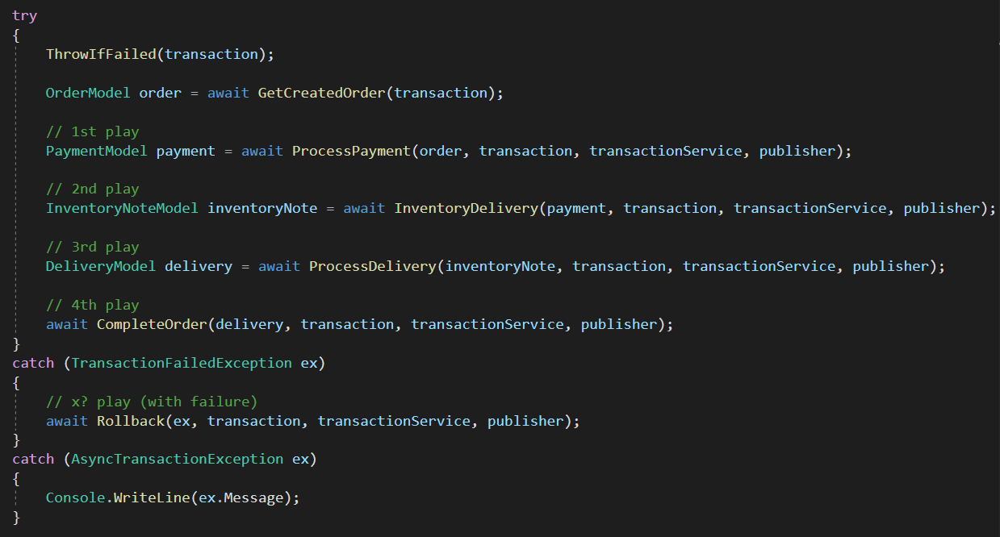 try
{
ThrowIfFailed(transaction);
OrderModel order = await GetCreatedOrder(transaction);
// 1st play
PaymentModel payment = await ProcessPayment(order, transaction, transactionService, publisher);
// 2nd play
InventoryNoteModel inventoryNote = await InventoryDelivery(payment, transaction, transactionService, publisher);
// 3rd play
DeliveryModel delivery = await ProcessDelivery(inventoryNote, transaction, transactionService, publisher);
// 4th play
await CompleteOrder(delivery, transaction, transactionService, publisher);
}
catch (TransactionFailedException ex)
{
// x? play (with failure)
await Rollback(ex, transaction, transactionService, publisher);
}
catch (AsyncTransactionException ex)
{
Console.WriteLine(ex.Message);
}